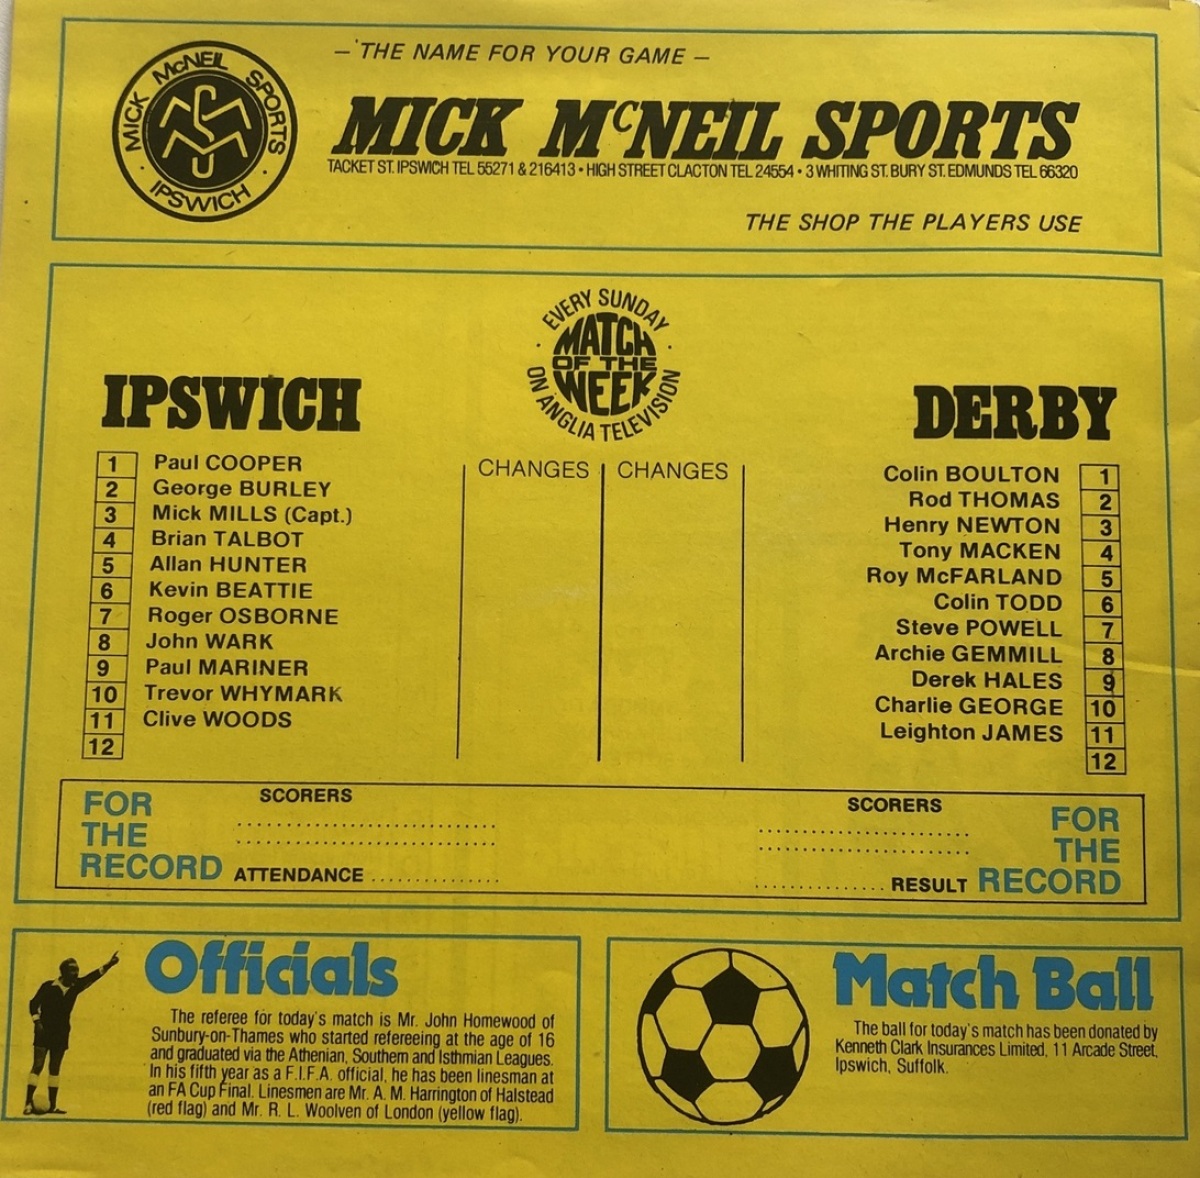 — THE NAME FOR YOUR GAME —
MICK McNEIL SPORTS
IPSWICH
MICK McNEIL SPORTS
TACKET ST. IPSWICH TEL 55271 & 216413 • HIGH STREET CLACTON TEL 24554 • 3 WHITING ST. BURY ST. EDMUNDS TEL 66320
THE SHOP THE PLAYERS USE
EVERY SUNDAY
MATCH
OF THE
WEEK
ON ANGLIA TELEVISION
IPSWICH
DERBY
CHANGES CHANGES
1 Paul COOPER
2 George BURLEY
3 Mick MILLS (Capt.)
4 Brian TALBOT
5 Allan HUNTER
6 Kevin BEATTIE
7 Roger OSBORNE
8 John WARK
9 Paul MARINER
10 Trevor WHYMARK
11 Clive WOODS
12
Colin BOULTON 1
Rod THOMAS 2
Henry NEWTON 3
Tony MACKEN 4
Roy McFARLAND 5
Colin TODD 6
Steve POWELL 7
Archie GEMMILL 8
Derek HALES 9
Charlie GEORGE 10
Leighton JAMES 11
12
FOR
THE
RECORD
SCORERS
ATTENDANCE
SCORERS
RESULT
FOR
THE
RECORD
Officials
The referee for today's match is Mr. John Homewood of
Sunbury-on-Thames who started refereeing at the age of 16
and graduated via the Athenian, Southern and Isthmian Leagues.
In his fifth year as a F.I.F.A. official, he has been linesman at
an FA Cup Final. Linesmen are Mr. A. M. Harrington of Halstead
(red flag) and Mr. R. L. Woolven of London (yellow flag).
Match Ball
The ball for today's match has been donated by
Kenneth Clark Insurances Limited, 11 Arcade Street,
Ipswich, Suffolk.